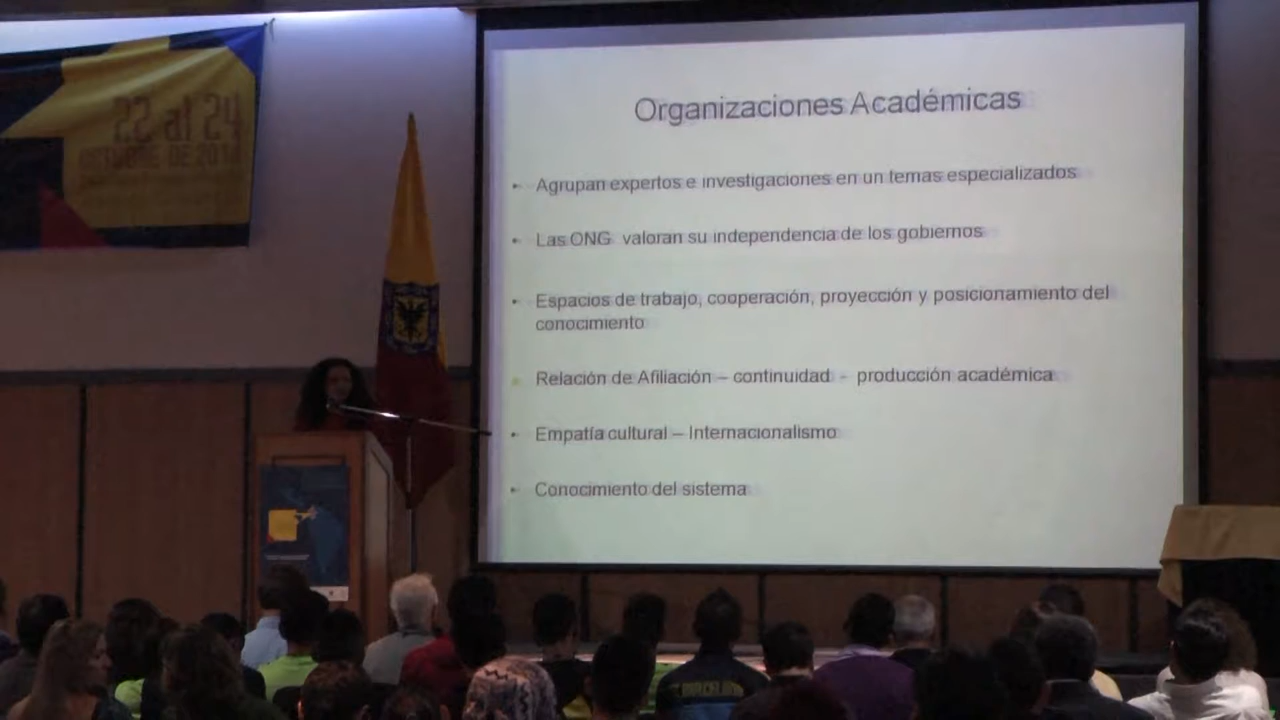 22 al 24
DE 201
Organizaciones Académicas
Agrupan expertos e investigaciones en un temas especializados
Las ONG valoran su independencia de los gobiernos
Espacios de trabajo, cooperación, proyección y posicionamiento del
conocimiento
Relación de Afiliación – continuidad - producción académica
Empatía cultural – Internacionalismo
Conocimiento del sistema